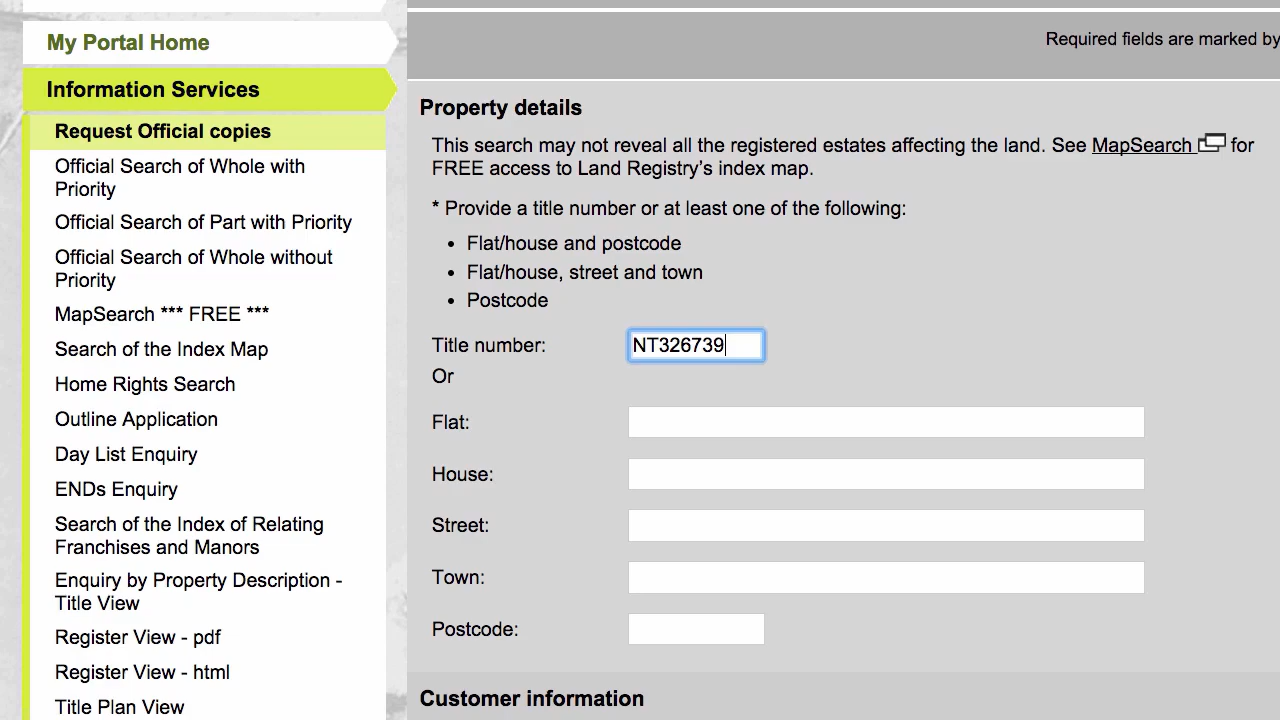 My Portal Home
Information Services
Request Official copies
Official Search of Whole with
Priority
Official Search of Part with Priority
Official Search of Whole without
Priority
MapSearch *** FREE ***
Search of the Index Map
Home Rights Search
Outline Application
Day List Enquiry
ENDs Enquiry
Search of the Index of Relating
Franchises and Manors
Enquiry by Property Description -
Title View
Register View - pdf
Register View - html
Title Plan View
Required fields are marked by
Property details
This search may not reveal all the registered estates affecting the land. See MapSearch for
FREE access to Land Registry’s index map.
* Provide a title number or at least one of the following:
• Flat/house and postcode
• Flat/house, street and town
• Postcode
Title number: NT326739
Or
Flat:
House:
Street:
Town:
Postcode:
Customer information